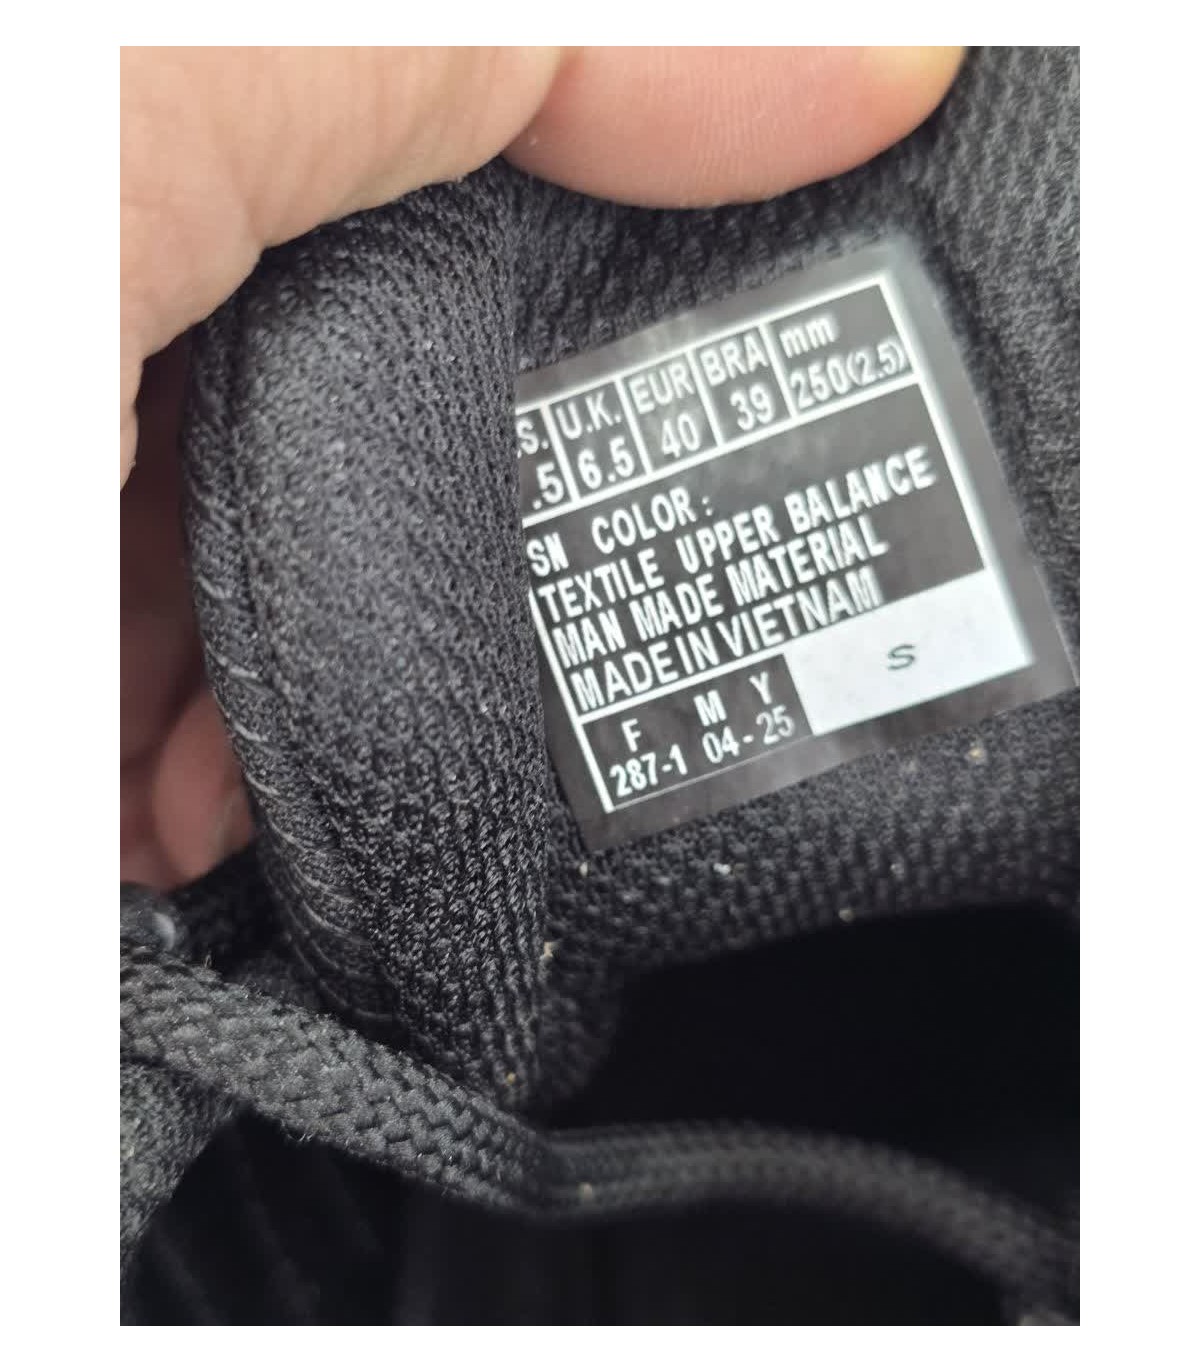 .S. U.K. EUR BRA mm
.5 6.5 40 39 250(2.5)
SN COLOR:
TEXTILE UPPER BALANCE
MAN MADE MATERIAL
MADE IN VIETNAM
F M Y
287-1 04-25
S